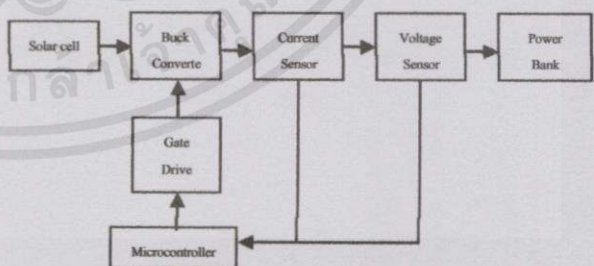 Solar cell
Buck
Converte
Current
Sensor
Voltage
Sensor
Power
Bank
Gate
Drive
Microcontroller